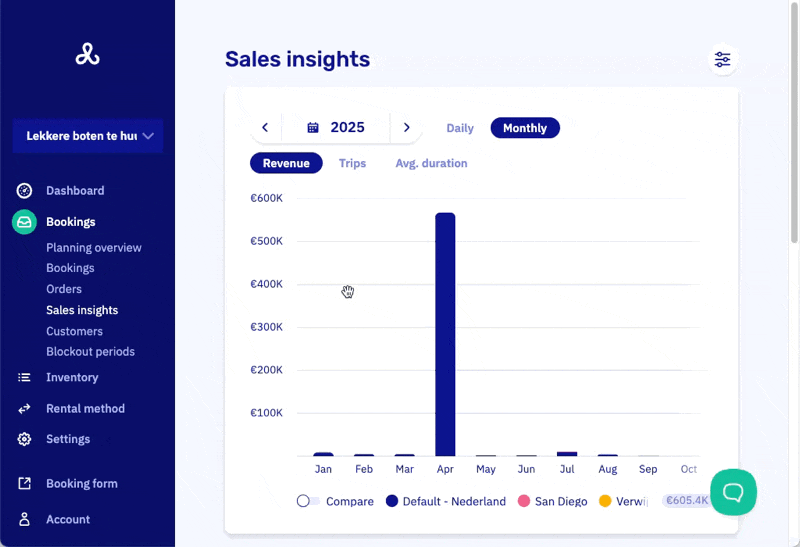 Sales insights
Lekkere boten te hu
2025
Daily
Monthly
Revenue
Trips
Avg. duration
Dashboard
Bookings
Planning overview
Bookings
Orders
Sales insights
Customers
Blockout periods
Inventory
Rental method
Settings
Booking form
Account
€600K
€500K
€400K
€300K
€200K
€100K
Jan Feb Mar Apr May Jun Jul Aug Sep Oct
Compare Default - Nederland San Diego Verwij €605.4K